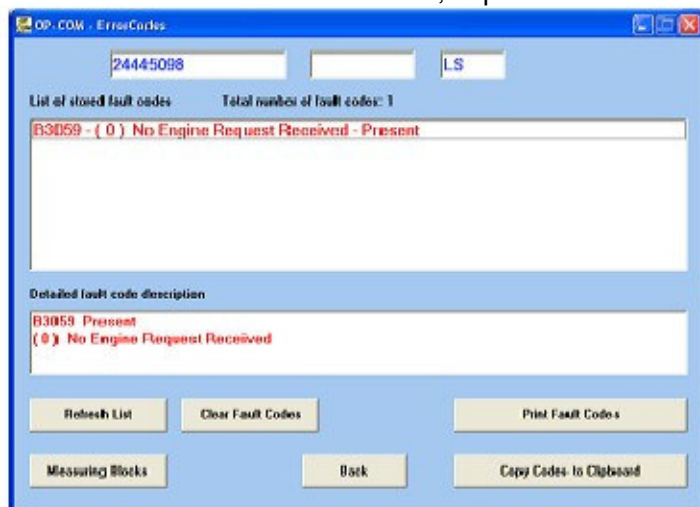 OP-COM - ErrorCodes
24445098 LS
List of stored fault codes Total number of fault codes: 1
B3059 - ( 0 ) No Engine Request Received - Present
Detailed fault code description
B3059 Present
( 0 ) No Engine Request Received
Refresh List Clear Fault Codes Print Fault Codes
Measuring Blocks Back Copy Codes to Clipboard